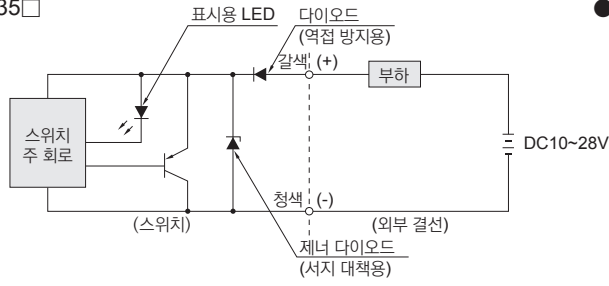 35□
표시용 LED
다이오드
(역접 방지용)
갈색 (+)
부하
스위치
주 회로
DC10~28V
청색 (-)
(스위치)
(외부 결선)
제너 다이오드
(서지 대책용)